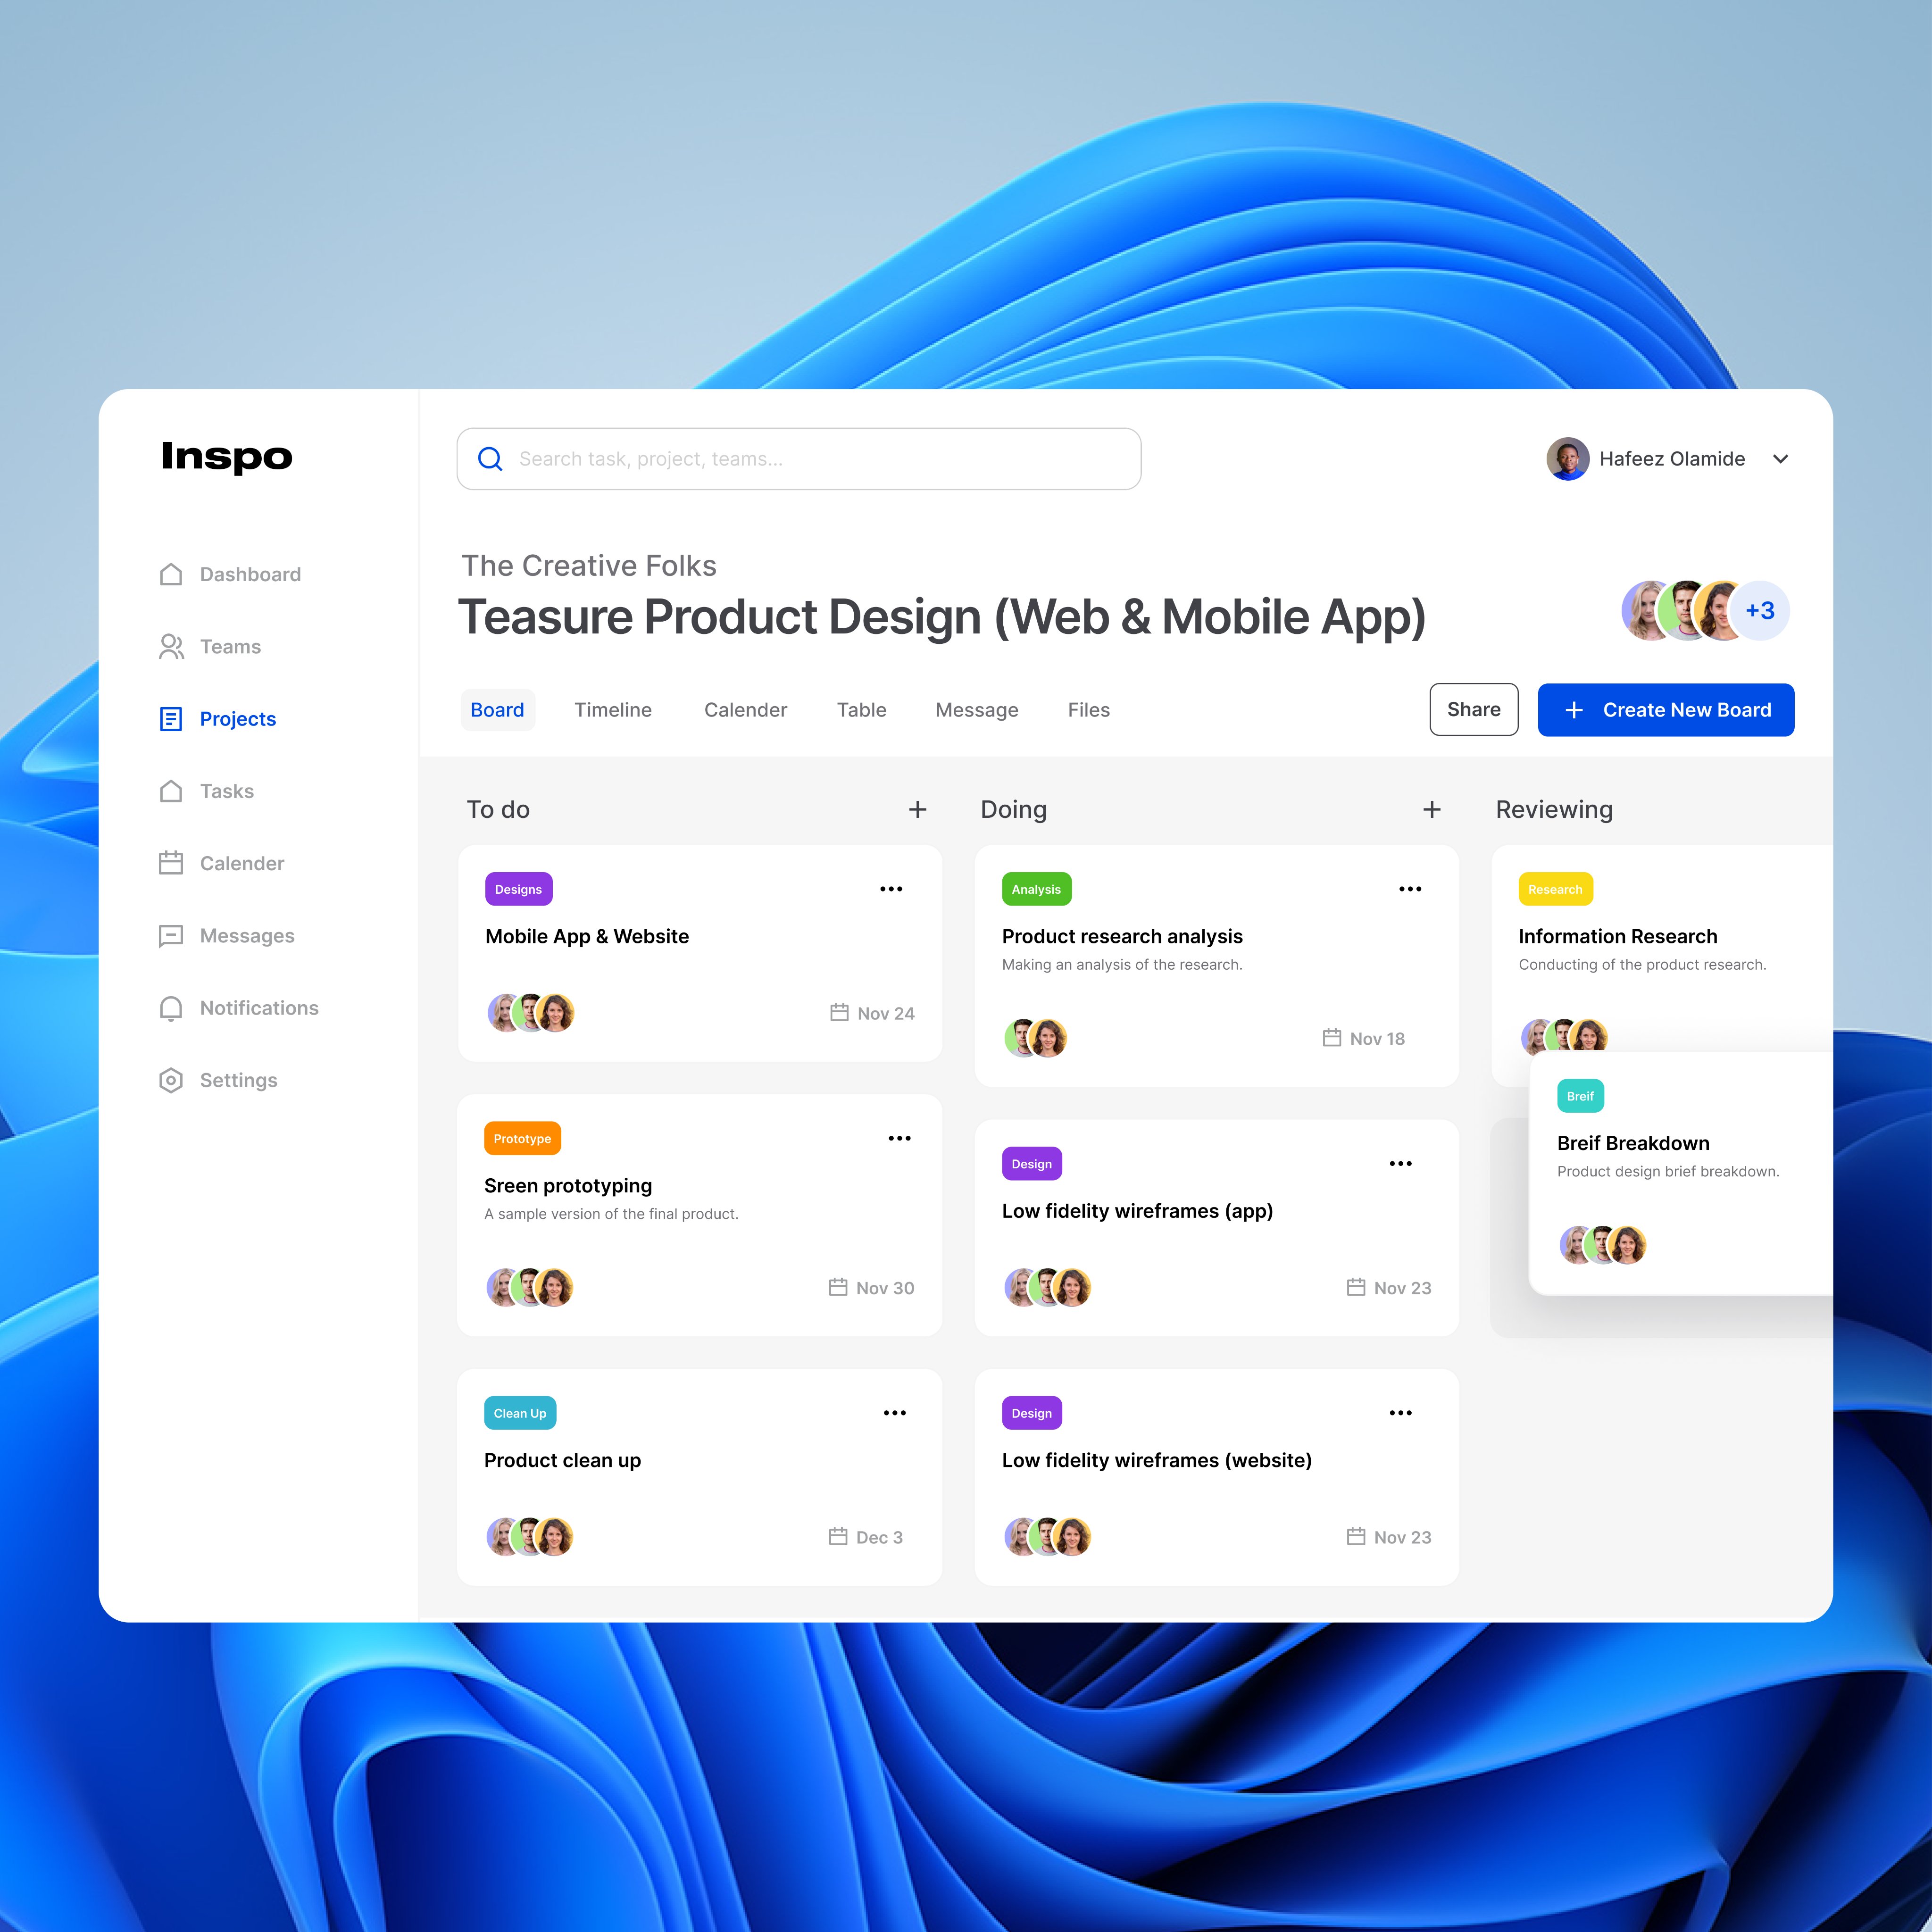 Inspo
Search task, project, teams...
Hafeez Olamide
Dashboard
Teams
Projects
Tasks
Calender
Messages
Notifications
Settings
The Creative Folks
Teasure Product Design (Web & Mobile App)
+3
Board
Timeline
Calender
Table
Message
Files
Share
Create New Board
To do
Designs
Mobile App & Website
Nov 24
Prototype
Sreen prototyping
A sample version of the final product.
Nov 30
Clean Up
Product clean up
Dec 3
Doing
Analysis
Product research analysis
Making an analysis of the research.
Nov 18
Design
Low fidelity wireframes (app)
Nov 23
Design
Low fidelity wireframes (website)
Nov 23
Reviewing
Research
Information Research
Conducting of the product research.
Breif
Breif Breakdown
Product design brief breakdown.